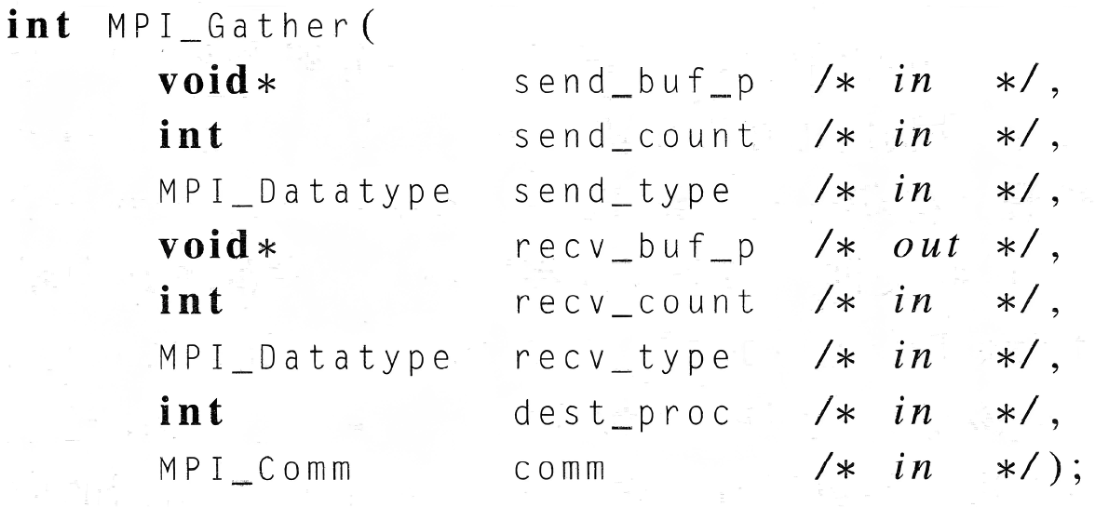 int MPI_Gather(
void* send_buf_p /* in */,
int send_count /* in */,
MPI_Datatype send_type /* in */,
void* recv_buf_p /* out */,
int recv_count /* in */,
MPI_Datatype recv_type /* in */,
int dest_proc /* in */,
MPI_Comm comm /* in */);